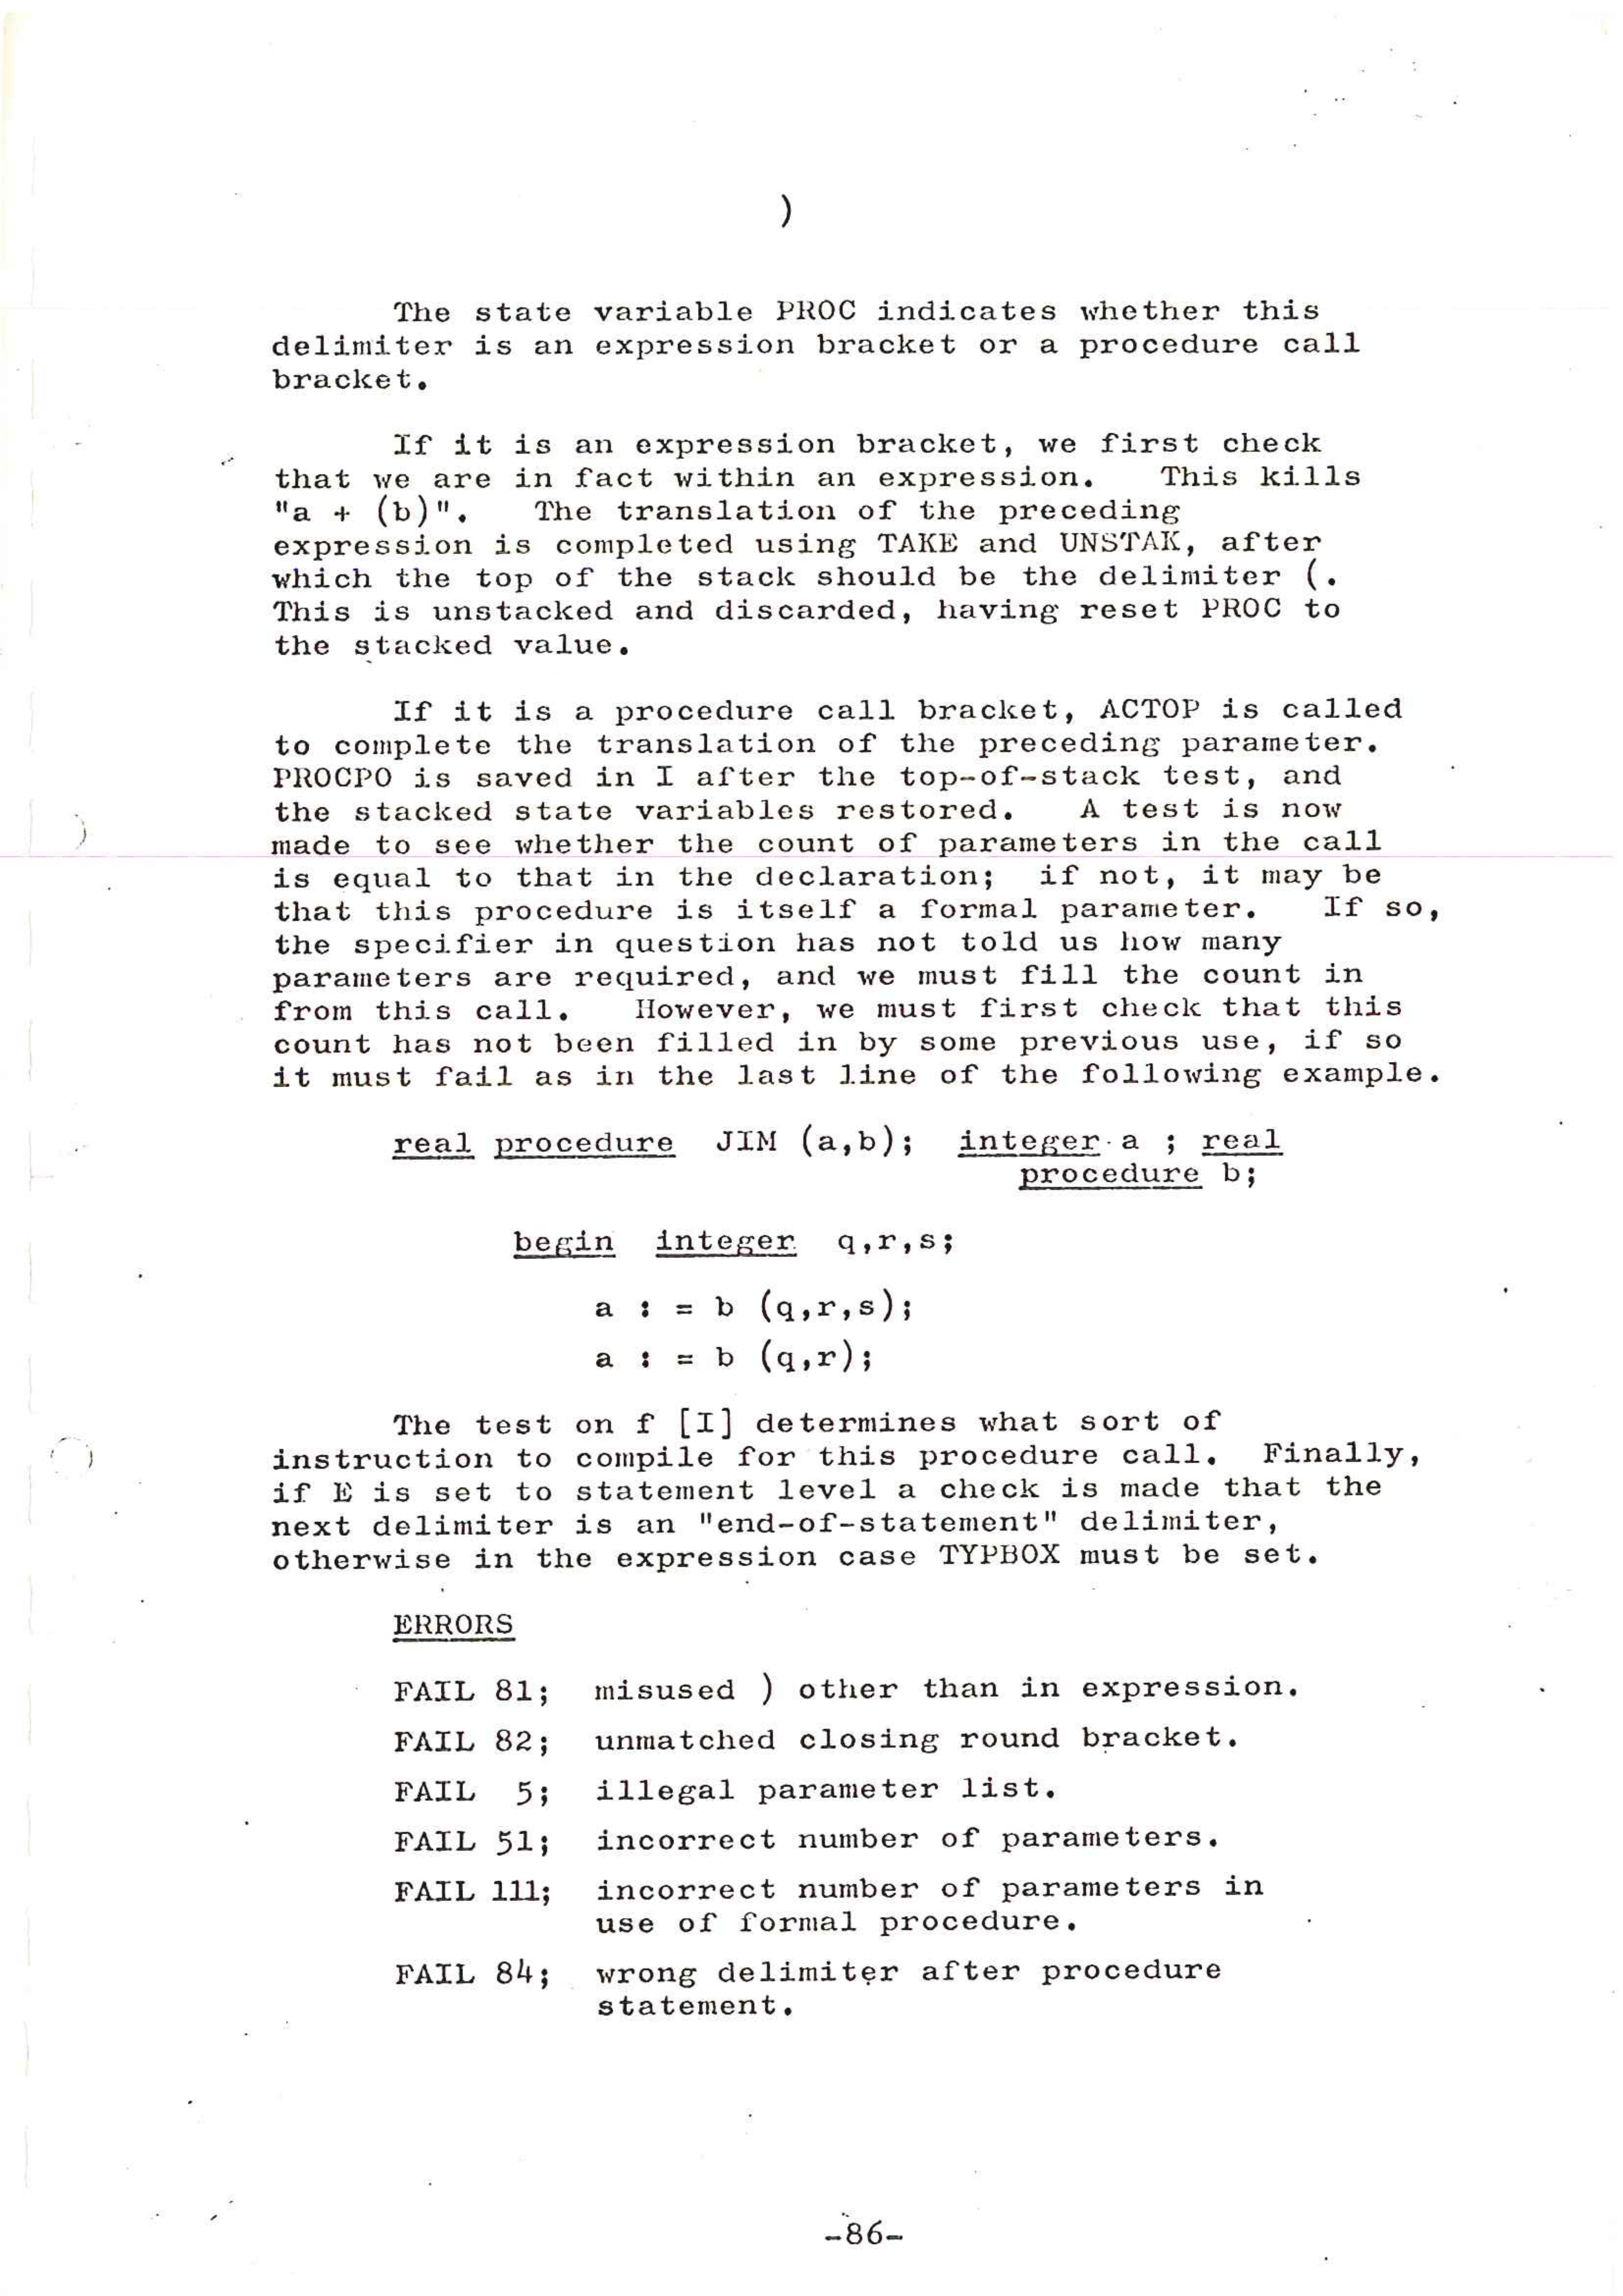 )
The state variable PROC indicates whether this
delimiter is an expression bracket or a procedure call
bracket.
If it is an expression bracket, we first check
that we are in fact within an expression. This kills
"a + (b)". The translation of the preceding
expression is completed using TAKE and UNSTAK, after
which the top of the stack should be the delimiter (.
This is unstacked and discarded, having reset PROC to
the stacked value.
If it is a procedure call bracket, ACTOP is called
to complete the translation of the preceding parameter.
PROCPO is saved in I after the top-of-stack test, and
the stacked state variables restored. A test is now
made to see whether the count of parameters in the call
is equal to that in the declaration; if not, it may be
that this procedure is itself a formal parameter. If so,
the specifier in question has not told us how many
parameters are required, and we must fill the count in
from this call. However, we must first check that this
count has not been filled in by some previous use, if so
it must fail as in the last line of the following example.
real procedure JIM (a,b); integer a ; real
procedure b;
begin integer q,r,s;
a : = b (q,r,s);
a : = b (q,r);
The test on f [I] determines what sort of
instruction to compile for this procedure call. Finally,
if E is set to statement level a check is made that the
next delimiter is an "end-of-statement" delimiter,
otherwise in the expression case TYPBOX must be set.
ERRORS
FAIL 81; misused ) other than in expression.
FAIL 82; unmatched closing round bracket.
FAIL 5; illegal parameter list.
FAIL 51; incorrect number of parameters.
FAIL 111; incorrect number of parameters in
use of formal procedure.
FAIL 84; wrong delimiter after procedure
statement.
-86-